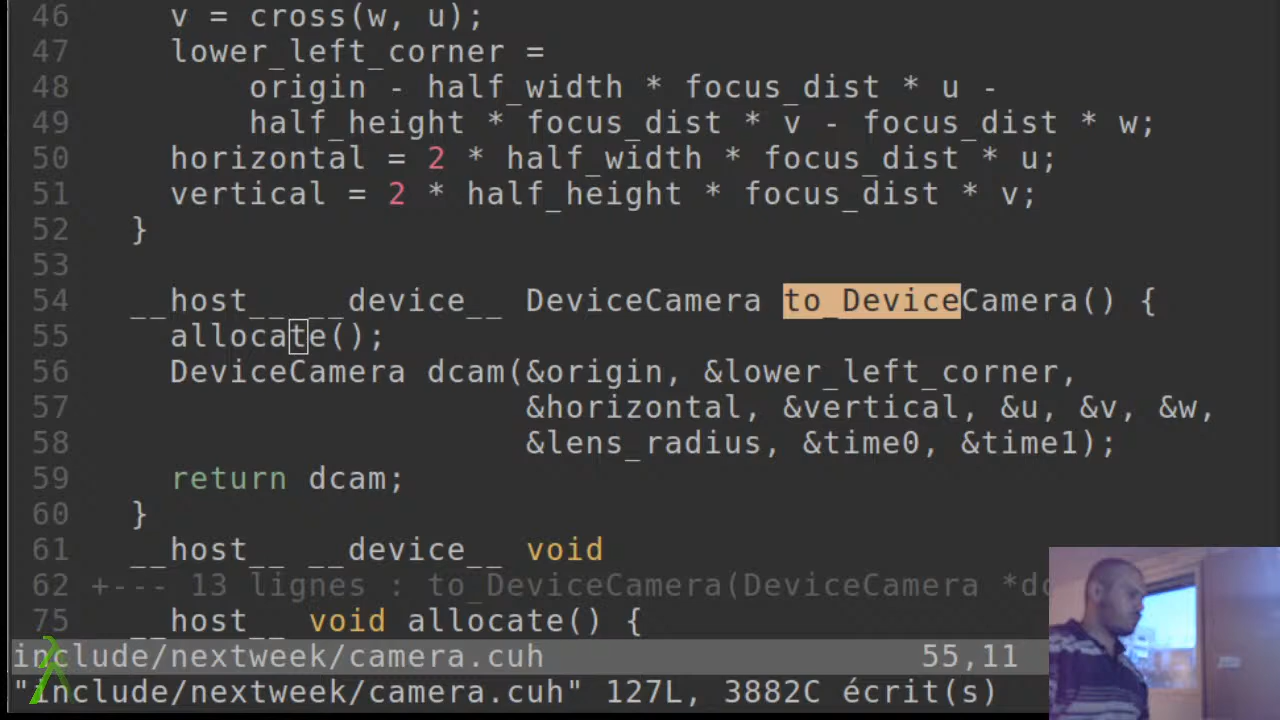 46 v = cross(w, u);
47 lower_left_corner =
48 origin - half_width * focus_dist * u -
49 half_height * focus_dist * v - focus_dist * w;
50 horizontal = 2 * half_width * focus_dist * u;
51 vertical = 2 * half_height * focus_dist * v;
52 }
53
54 __host__ __device__ DeviceCamera to_DeviceCamera() {
55 allocate();
56 DeviceCamera dcam(&origin, &lower_left_corner,
57 &horizontal, &vertical, &u, &v, &w,
58 &lens_radius, &time0, &time1);
59 return dcam;
60 }
61 __host__ __device__ void
62 +--- 13 lignes : to_DeviceCamera(DeviceCamera
75 __host__ void allocate() {
include/nextweek/camera.cuh 55,11
"include/nextweek/camera.cuh" 127L, 3882C écrit(s)